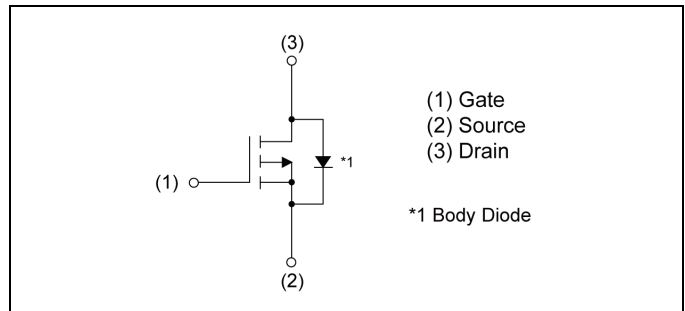 (3)
(1) Gate
(2) Source
(3) Drain
*1
(1)
*1 Body Diode
(2)